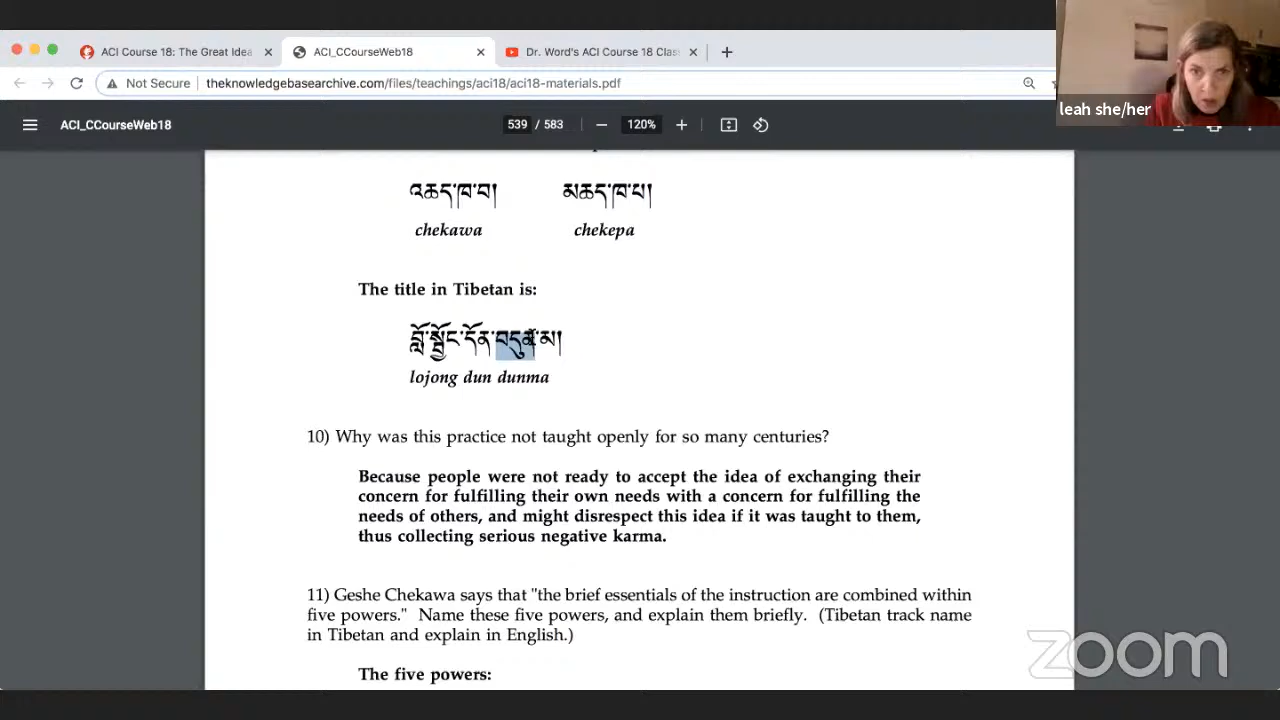 ACI Course 18: The Great Idea
ACI_CCourseWeb18
Dr. Word's ACI Course 18 Clas
Not Secure theknowledgebasearchive.com/files/teachings/aci18/aci18-materials.pdf
leah she/her
ACI_CCourseWeb18
539 / 583
120%
འཆད་ཁ་བ། མཆད་ཁ་པ།
chekawa chekepa
The title in Tibetan is:
བློ་སྦྱོང་དོན་བདུན་མ།
lojong dun dunma
10) Why was this practice not taught openly for so many centuries?
Because people were not ready to accept the idea of exchanging their
concern for fulfilling their own needs with a concern for fulfilling the
needs of others, and might disrespect this idea if it was taught to them,
thus collecting serious negative karma.
11) Geshe Chekawa says that "the brief essentials of the instruction are combined within
five powers." Name these five powers, and explain them briefly. (Tibetan track name
in Tibetan and explain in English.)
The five powers:
zoom